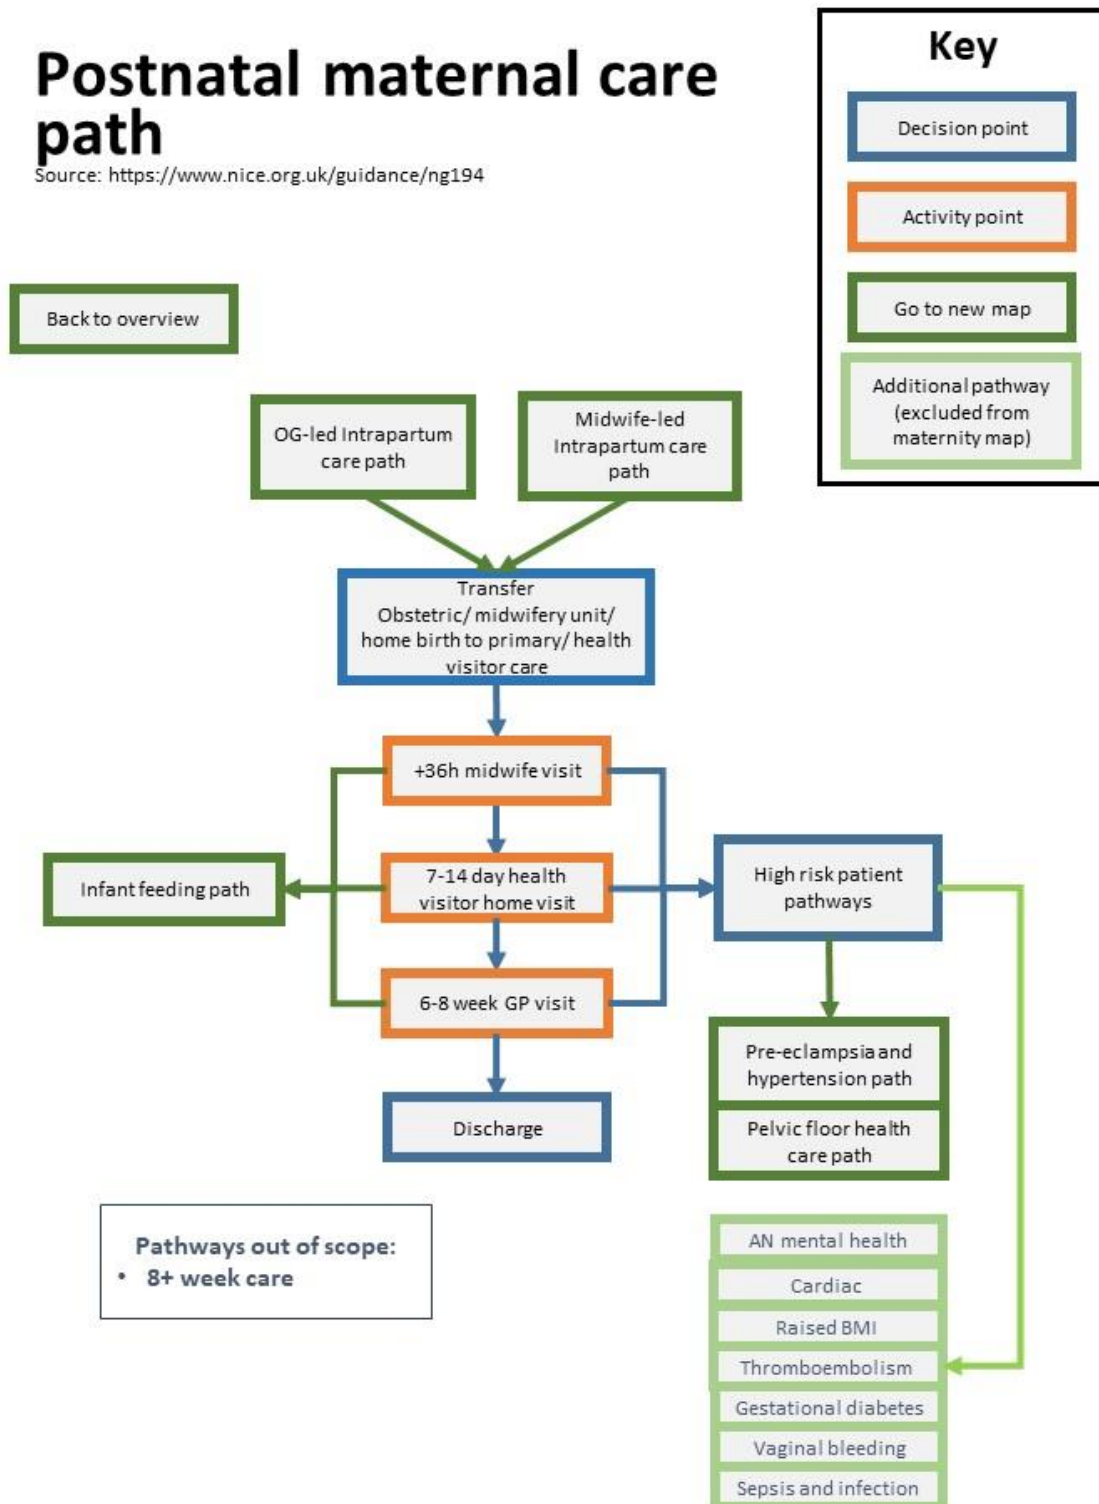 Postnatal maternal care
path
Source: https://www.nice.org.uk/guidance/ng194
Key
Decision point
Activity point
Go to new map
Additional pathway
(excluded from
maternity map)
Back to overview
OG-led Intrapartum
care path
Midwife-led
Intrapartum care
path
Transfer
Obstetric/ midwifery unit/
home birth to primary/ health
visitor care
+36h midwife visit
Infant feeding path
7-14 day health
visitor home visit
High risk patient
pathways
6-8 week GP visit
Pre-eclampsia and
hypertension path
Discharge
Pelvic floor health
care path
Pathways out of scope:
• 8+ week care
AN mental health
Cardiac
Raised BMI
Thromboembolism
Gestational diabetes
Vaginal bleeding
Sepsis and infection